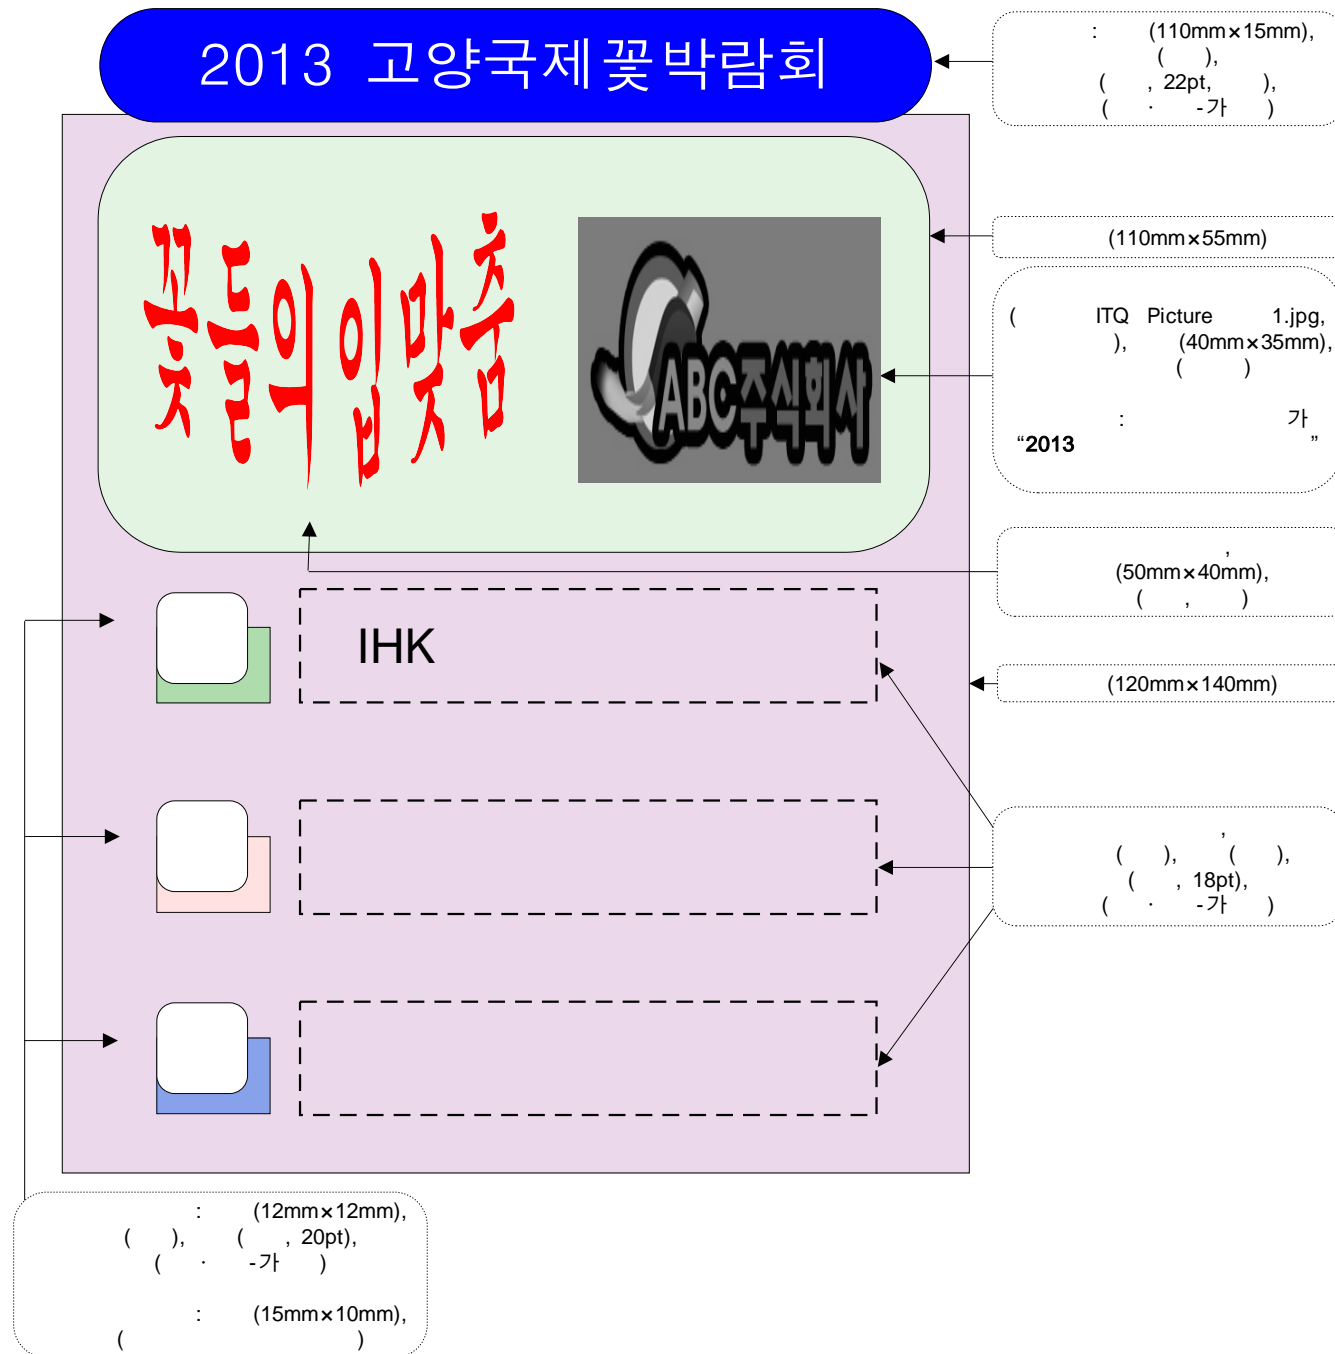 2013 고양국제꽃박람회
: (110mm×15mm),
( ),
( , 22pt, ),
( · -가 )
꽃들의입맞춤
ABC주식회사
(110mm×55mm)
( ITQ Picture 1.jpg,
), (40mm×35mm),
( )
: 가
“2013 ”
,
(50mm×40mm),
( , )
IHK
(120mm×140mm)
,
( ), ( ),
( , 18pt),
( · -가 )
: (12mm×12mm),
( ), ( , 20pt),
( · -가 )
: (15mm×10mm),
( )